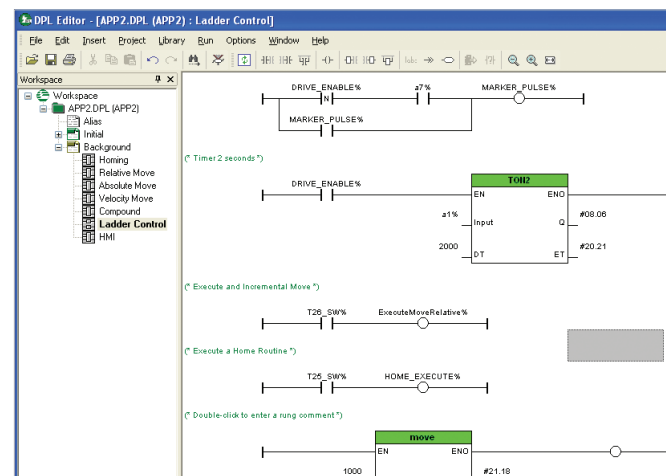 DPL Editor - [APP2.DPL (APP2) : Ladder Control]
File Edit Insert Project Library Run Options Window Help
Workspace
Workspace
APP2.DPL (APP2)
Alias
Initial
Background
Homing
Relative Move
Absolute Move
Velocity Move
Compound
Ladder Control
HMI
DRIVE_ENABLE% a7% MARKER_PULSE%
N
MARKER_PULSE%
(* Timer 2 seconds *)
DRIVE_ENABLE% TON2
EN ENO
a1% Input Q #08.06
2000 DT ET #20.21
(* Execute and Incremental Move *)
T26_SW% ExecuteMoveRelative%
(* Execute a Home Routine *)
T25_SW% HOME_EXECUTE%
(* Double-click to enter a rung comment *)
move
EN ENO
1000 #21.18